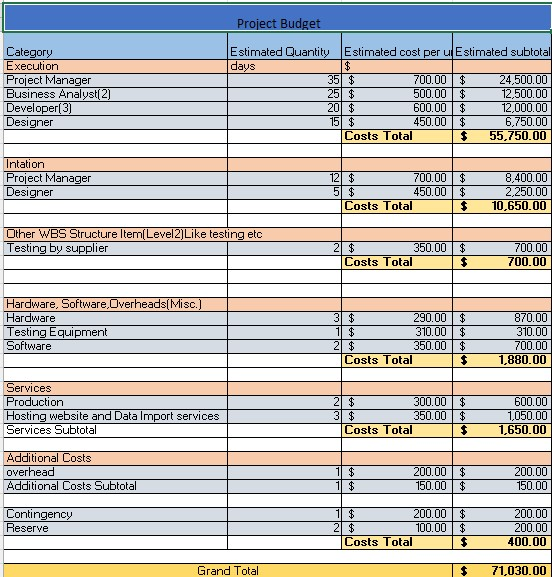 Project Budget
Category Estimated Quantity Estimated cost per u Estimated subtotal
Execution days $
Project Manager 35 $ 700.00 $ 24,500.00
Business Analyst(2) 25 $ 500.00 $ 12,500.00
Developer(3) 20 $ 600.00 $ 12,000.00
Designer 15 $ 450.00 $ 6,750.00
Costs Total $ 55,750.00
Intation
Project Manager 12 $ 700.00 $ 8,400.00
Designer 5 $ 450.00 $ 2,250.00
Costs Total $ 10,650.00
Other WBS Structure Item(Level2)Like testing etc
Testing by supplier 2 $ 350.00 $ 700.00
Costs Total $ 700.00
Hardware, Software,Overheads(Misc.)
Hardware 3 $ 290.00 $ 870.00
Testing Equipment 1 $ 310.00 $ 310.00
Software 2 $ 350.00 $ 700.00
Costs Total $ 1,880.00
Services
Production 2 $ 300.00 $ 600.00
Hosting website and Data Import services 3 $ 350.00 $ 1,050.00
Services Subtotal Costs Total $ 1,650.00
Additional Costs
overhead 1 $ 200.00 $ 200.00
Additional Costs Subtotal 1 $ 150.00 $ 150.00
Contingency 1 $ 200.00 $ 200.00
Reserve 2 $ 100.00 $ 200.00
Costs Total $ 400.00
Grand Total $ 71,030.00